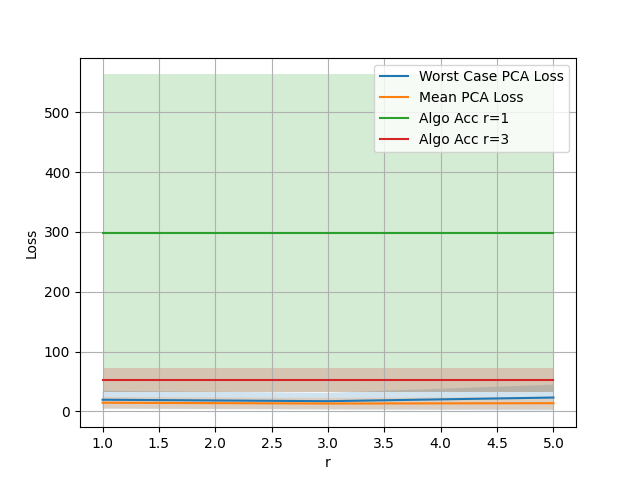 Worst Case PCA Loss
Mean PCA Loss
Algo Acc r=1
Algo Acc r=3
500
400
300
200
100
0
Loss
1.0 1.5 2.0 2.5 3.0 3.5 4.0 4.5 5.0
r